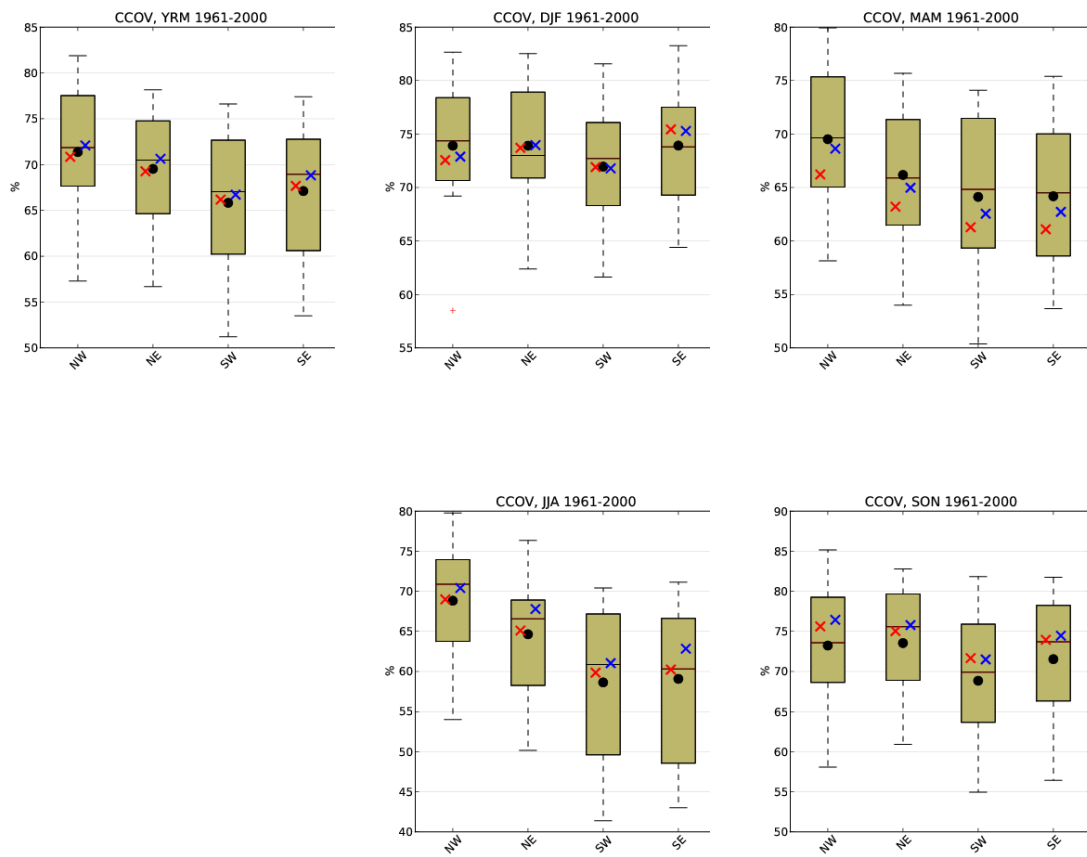 CCOV, YRM 1961-2000
85
80
75
70
65
60
55
50
%
NW
NE
SW
SE
CCOV, DJF 1961-2000
85
80
75
70
65
60
55
%
NW
NE
SW
SE
CCOV, MAM 1961-2000
80
75
70
65
60
55
50
%
NW
NE
SW
SE
CCOV, JJA 1961-2000
80
75
70
65
60
55
50
45
40
%
NW
NE
SW
SE
CCOV, SON 1961-2000
90
85
80
75
70
65
60
55
50
%
NW
NE
SW
SE